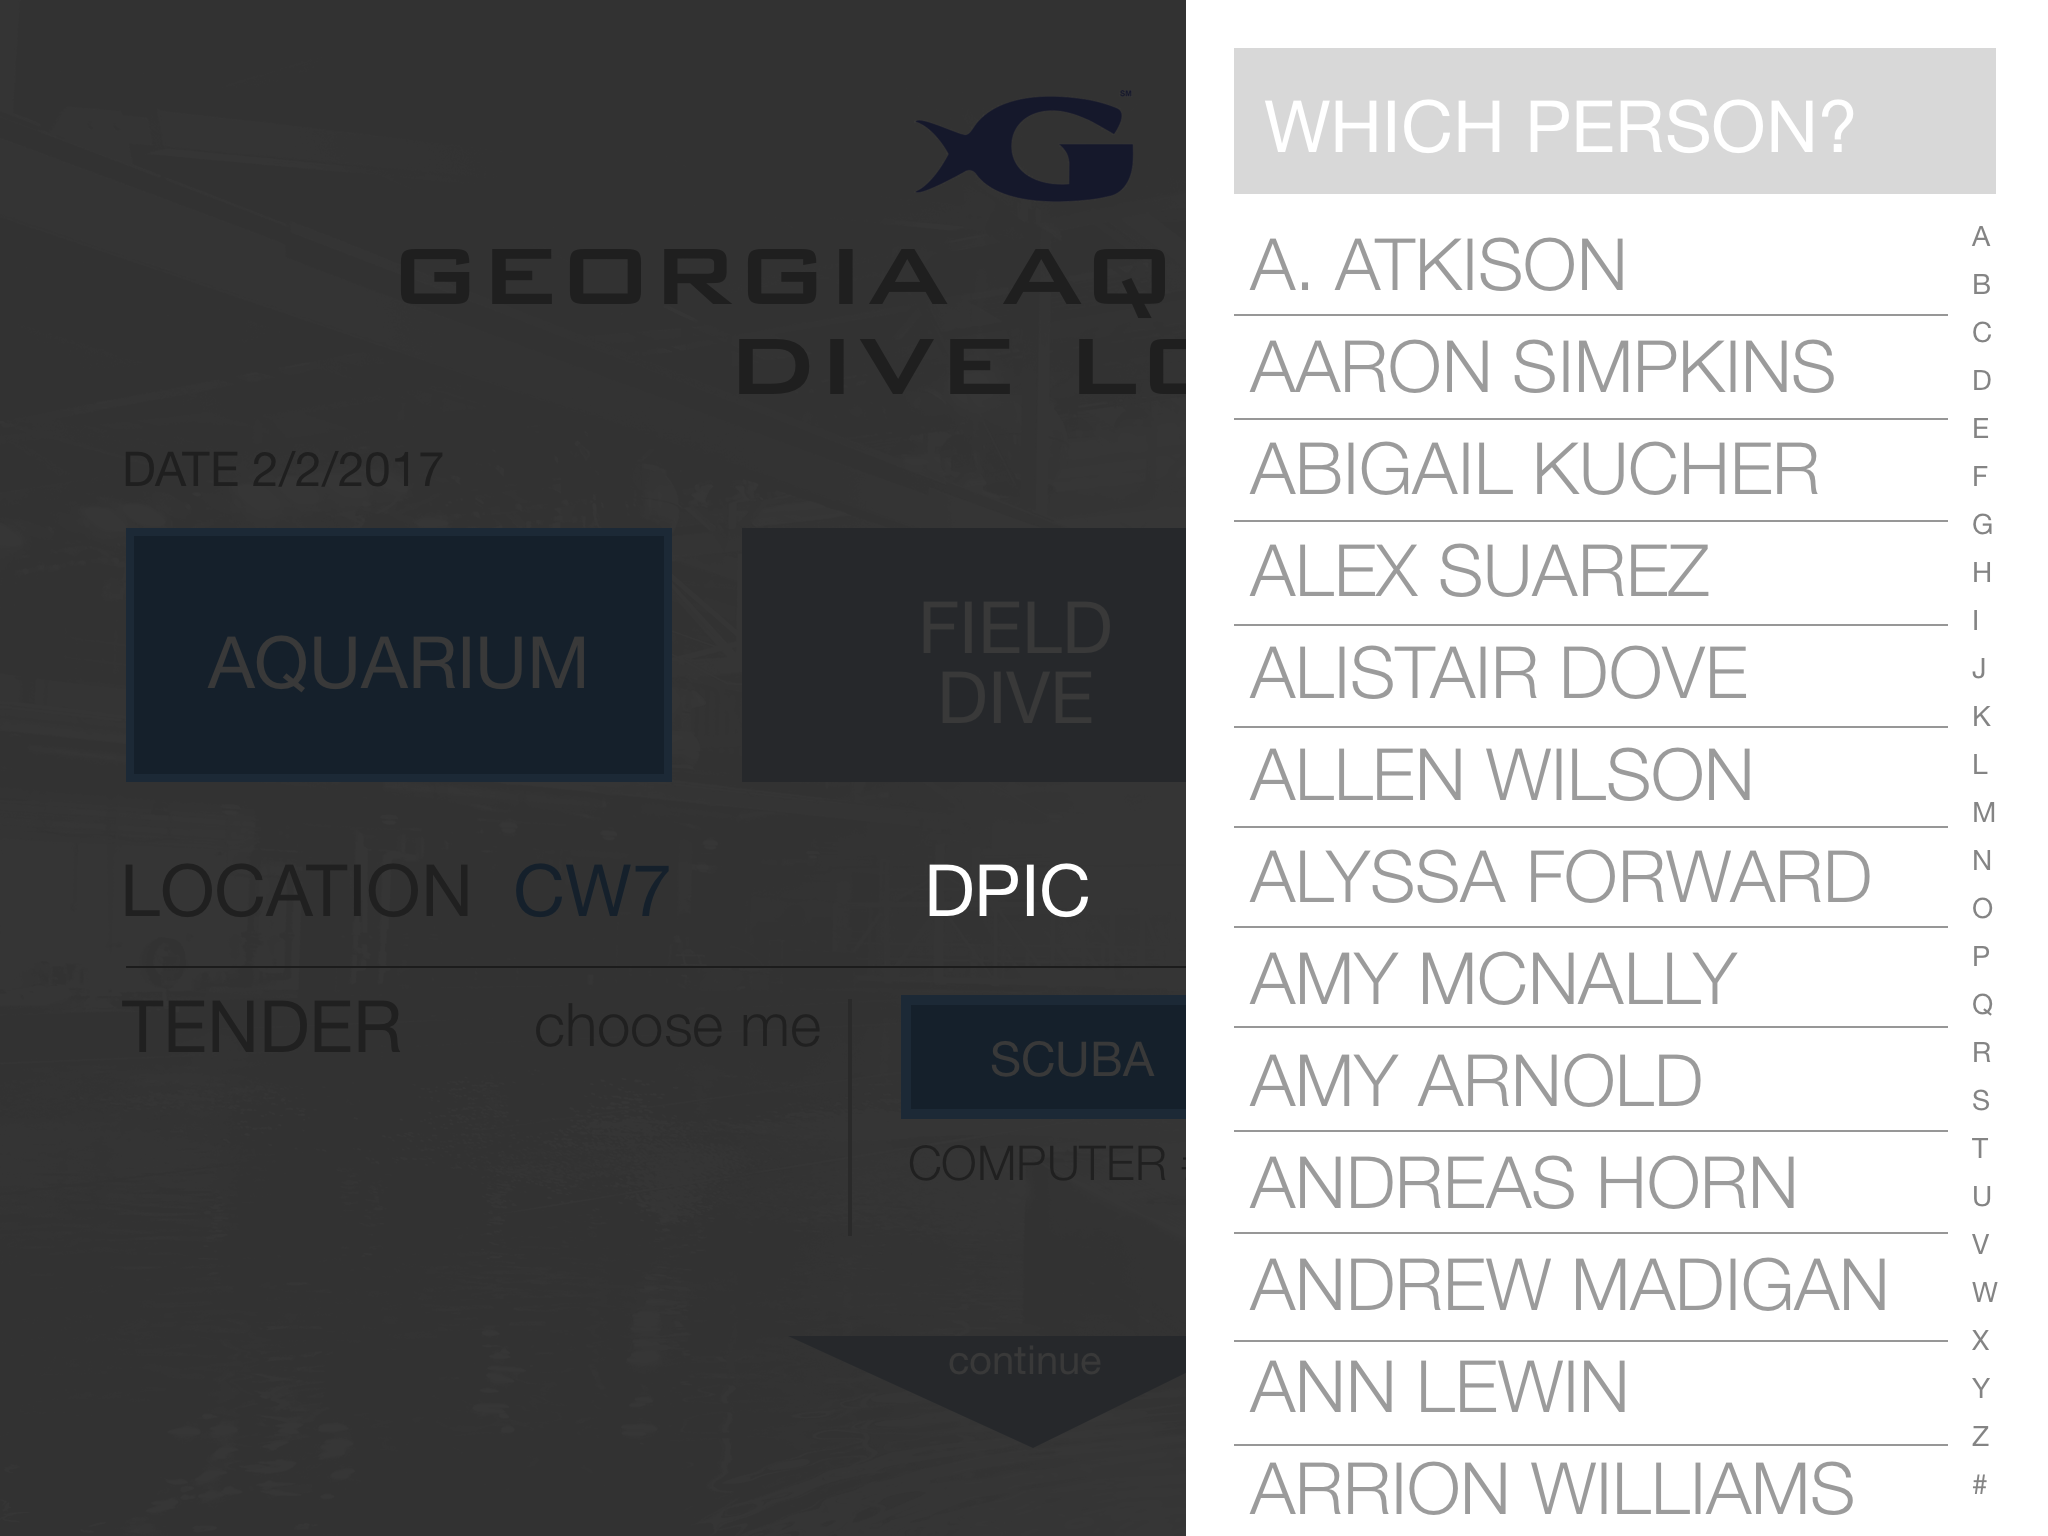 SM
G
GEORGIA AQ
DIVE LO
DATE 2/2/2017
AQUARIUM
FIELD
DIVE
LOCATION CW7
DPIC
TENDER choose me
SCUBA
COMPUTER
continue
WHICH PERSON?
A. ATKISON
AARON SIMPKINS
ABIGAIL KUCHER
ALEX SUAREZ
ALISTAIR DOVE
ALLEN WILSON
ALYSSA FORWARD
AMY MCNALLY
AMY ARNOLD
ANDREAS HORN
ANDREW MADIGAN
ANN LEWIN
ARRION WILLIAMS
A
B
C
D
E
F
G
H
I
J
K
L
M
N
O
P
Q
R
S
T
U
V
W
X
Y
Z
#